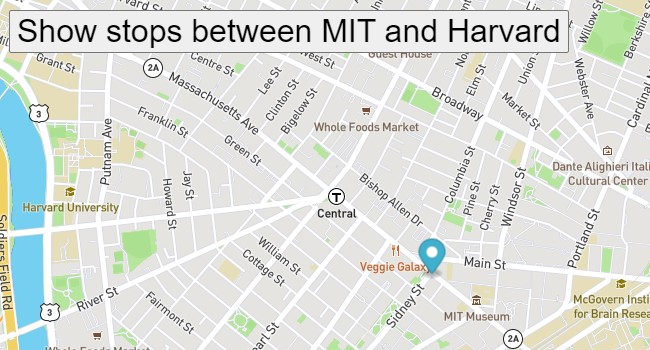 Show stops between MIT and Harvard
Guest House
Grant St
2A
Centre St
West St
Elm St
Union St
Willow St
Berkshire St
Massachusetts Ave
Lee St
Clinton St
Bigelow St
Broadway
Market St
Webster Ave
Cardinal
3
Putnam Ave
Franklin St
Green St
Whole Foods Market
Harvard University
Jay St
Howard St
T
Central
Bishop Allen Dr
Columbia St
Pine St
Cherry St
Windsor St
Dante Alighieri Itali
Cultural Center
Portland St
Soldiers Field Rd
William St
Cottage St
Veggie Galaxy
Main St
River St
Fairmont St
Sidney St
MIT Museum
McGovern Insti
for Brain Resea
3
2A
Whole Foods Market
earl St